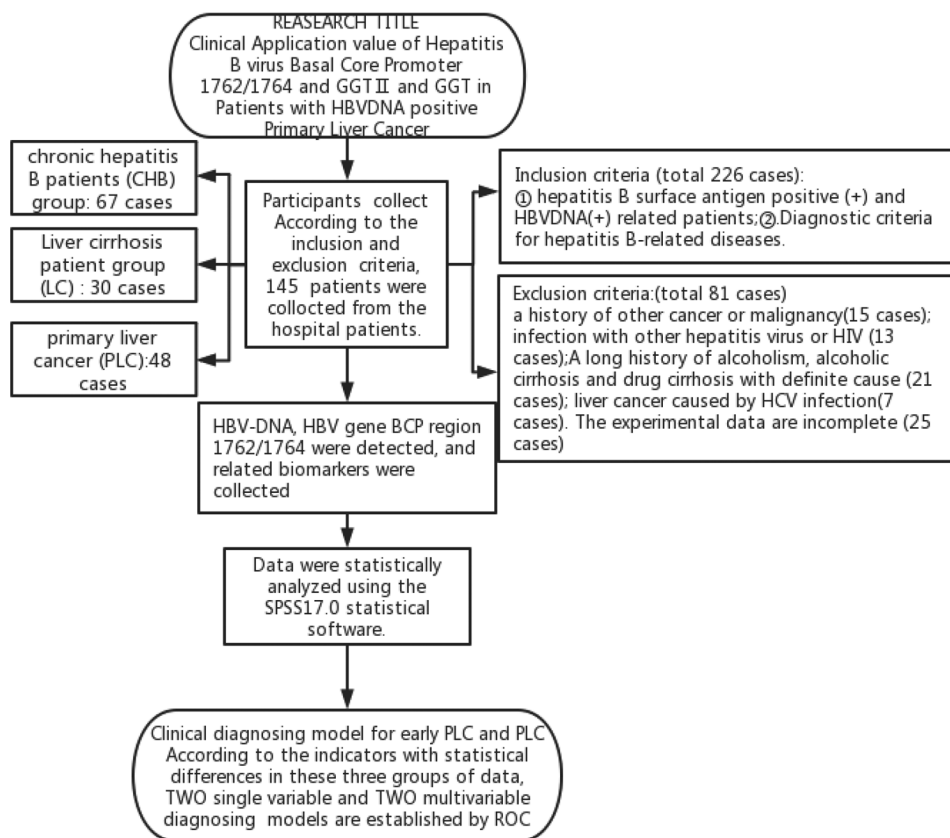 REASEARCH TITLE
Clinical Application value of Hepatitis
B virus Basal Core Promoter
1762/1764 and GGTⅡ and GGT in
Patients with HBVDNA positive
Primary Liver Cancer
chronic hepatitis
B patients (CHB)
group: 67 cases
Liver cirrhosis
patient group
(LC) : 30 cases
primary liver
cancer (PLC):48
cases
Participants collect
According to the
inclusion and
exclusion criteria,
145 patients were
collocted from the
hospital patients.
Inclusion criteria (total 226 cases):
① hepatitis B surface antigen positive (+) and
HBVDNA(+) related patients;②.Diagnostic criteria
for hepatitis B-related diseases.
Exclusion criteria:(total 81 cases)
a history of other cancer or malignancy(15 cases);
infection with other hepatitis virus or HIV (13
cases);A long history of alcoholism, alcoholic
cirrhosis and drug cirrhosis with definite cause (21
cases); liver cancer caused by HCV infection(7
cases). The experimental data are incomplete (25
cases)
HBV-DNA, HBV gene BCP region
1762/1764 were detected, and
related biomarkers were
collected
Data were statistically
analyzed using the
SPSS17.0 statistical
software.
Clinical diagnosing model for early PLC and PLC
According to the indicators with statistical
differences in these three groups of data,
TWO single variable and TWO multivariable
diagnosing models are established by ROC